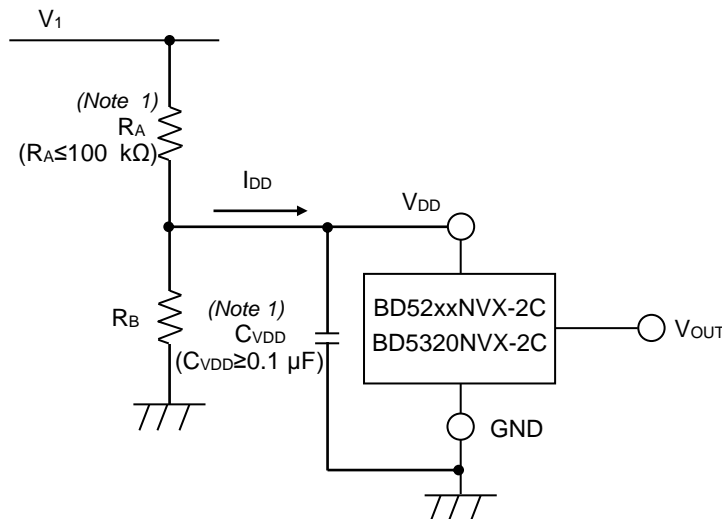 V1
(Note 1)
RA
(RA≤100 kΩ)
IDD
VDD
RB
(Note 1)
CVDD
(CVDD≥0.1 µF)
BD52xxNVX-2C
BD5320NVX-2C
VOUT
GND